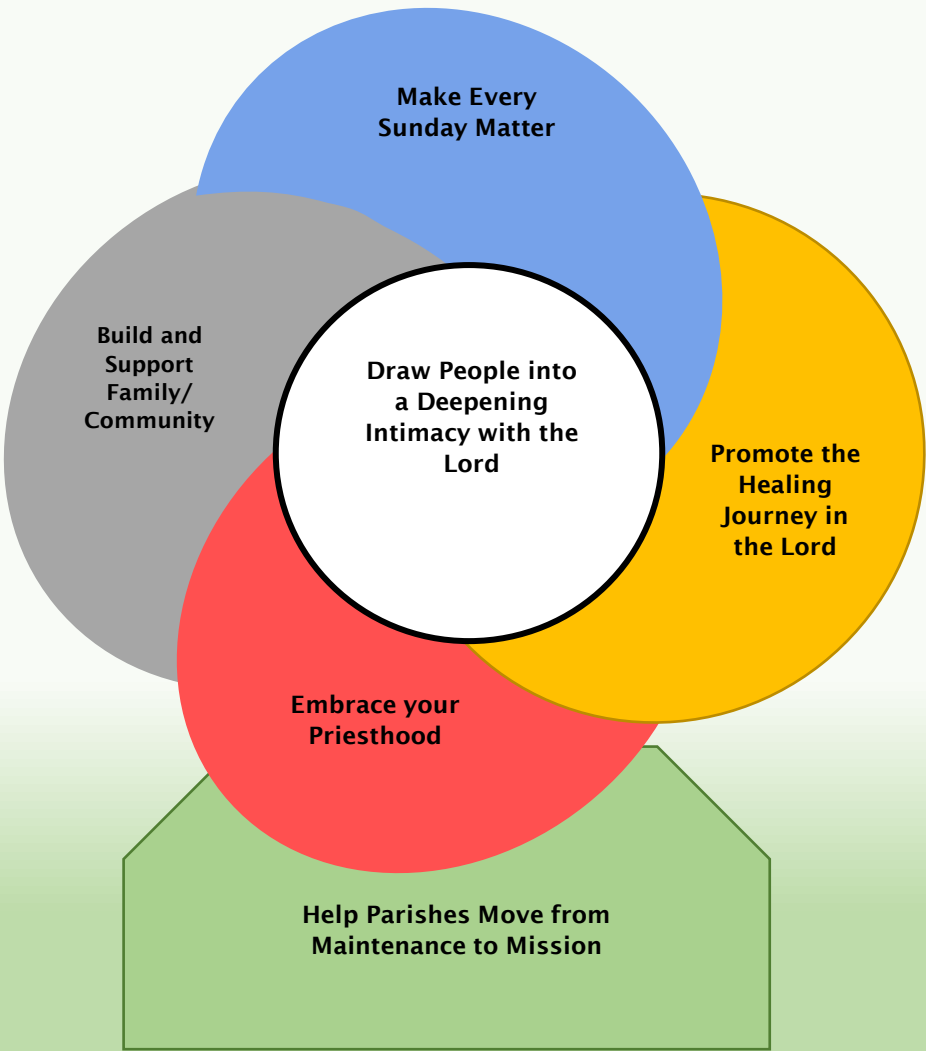 Make Every
Sunday Matter
Build and
Support
Family/
Community
Draw People into
a Deepening
Intimacy with the
Lord
Promote the
Healing
Journey in
the Lord
Embrace your
Priesthood
Help Parishes Move from
Maintenance to Mission